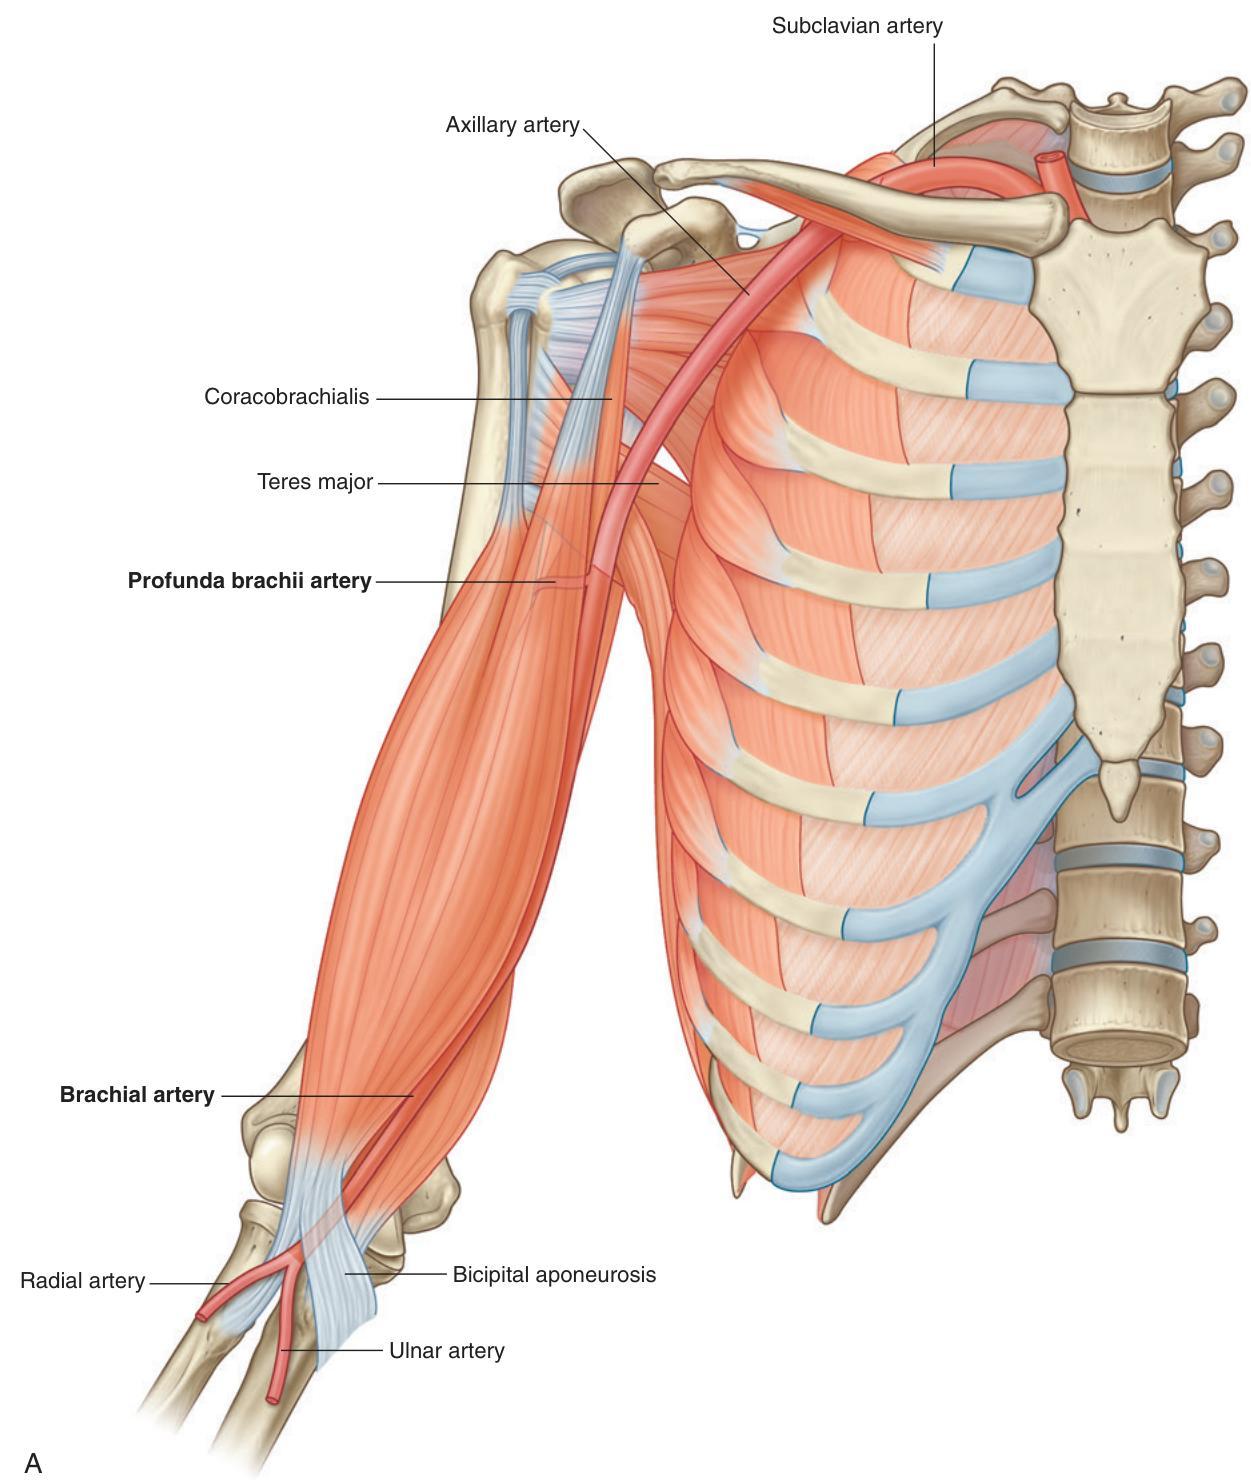 Subclavian artery
Axillary artery
Coracobrachialis
Teres major
Profunda brachii artery
Brachial artery
Radial artery
Bicipital aponeurosis
Ulnar artery
A